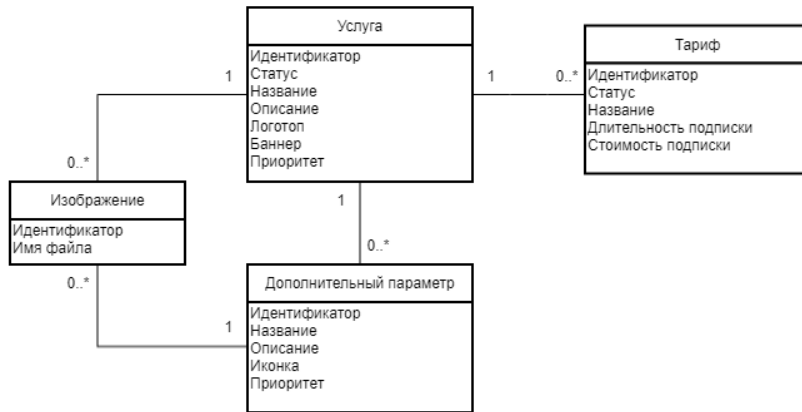 Услуга
Идентификатор
Статус
Название
Описание
Логотоп
Баннер
Приоритет
1
1
0..*
Тариф
Идентификатор
Статус
Название
Длительность подписки
Стоимость подписки
0..*
1
0..*
Изображение
Идентификатор
Имя файла
0..*
1
Дополнительный параметр
Идентификатор
Название
Описание
Иконка
Приоритет